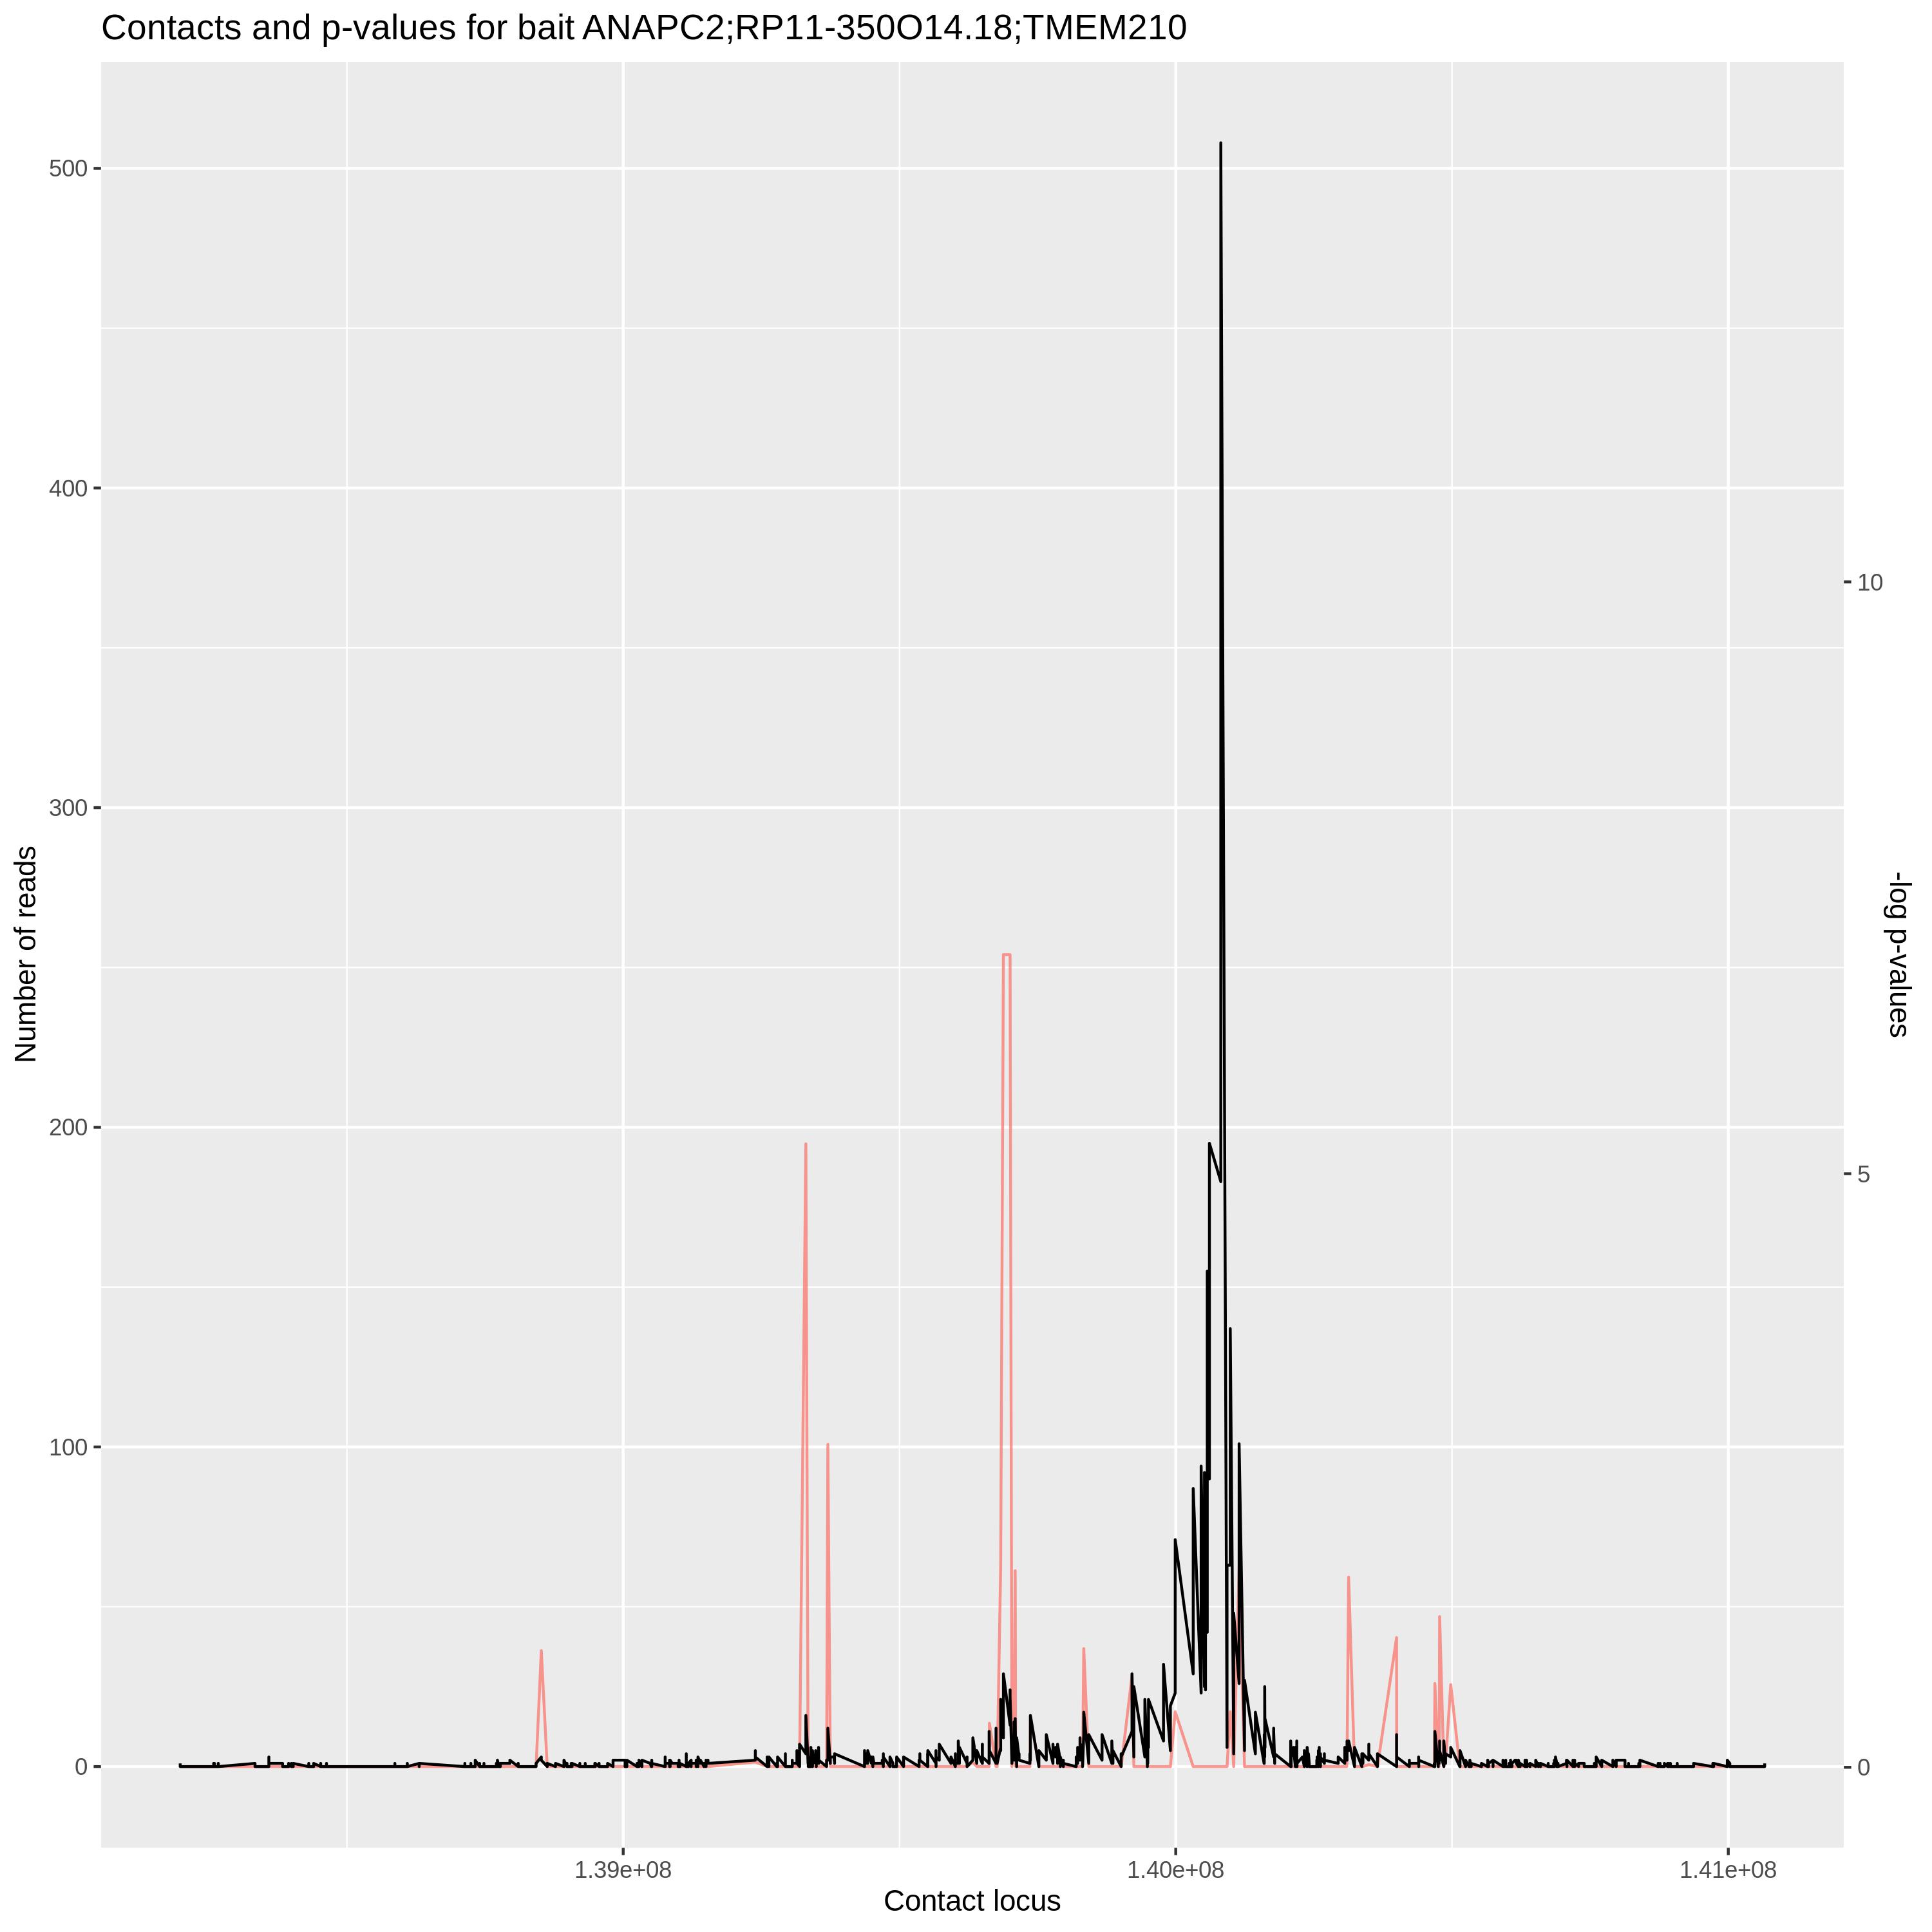 Contacts and p-values for bait ANAPC2;RP11-350O14.18;TMEM210
500
400
300
200
100
0
Number of reads
10
5
0
-log p-values
1.39e+08
1.40e+08
1.41e+08
Contact locus